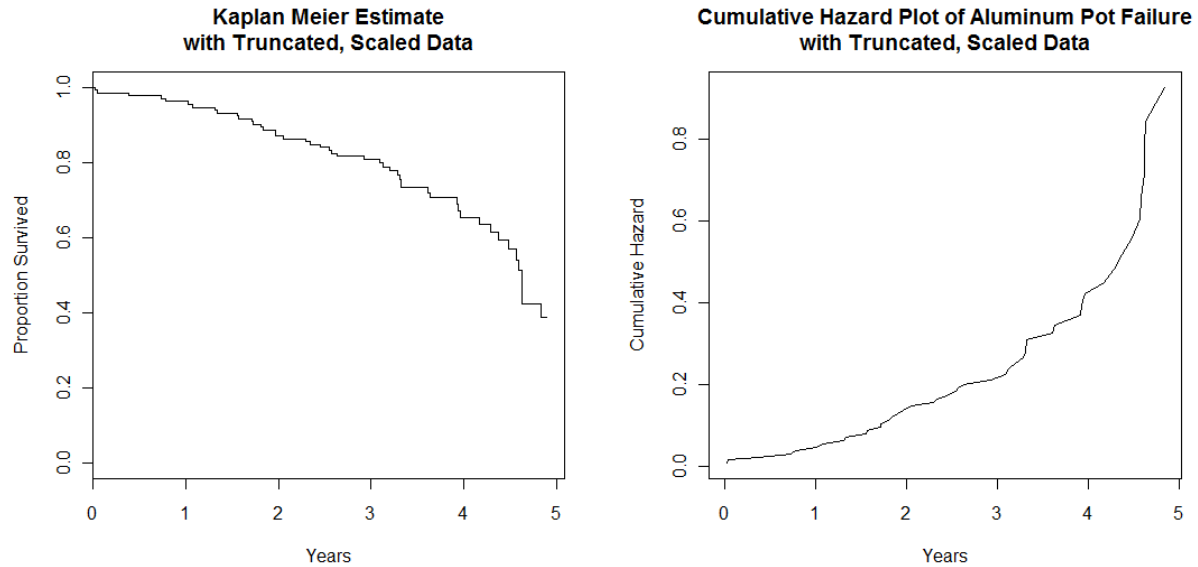 Kaplan Meier Estimate
with Truncated, Scaled Data
Proportion Survived
1.0
0.8
0.6
0.4
0.2
0.0
0 1 2 3 4 5
Years
Cumulative Hazard Plot of Aluminum Pot Failure
with Truncated, Scaled Data
Cumulative Hazard
0.8
0.6
0.4
0.2
0.0
0 1 2 3 4 5
Years